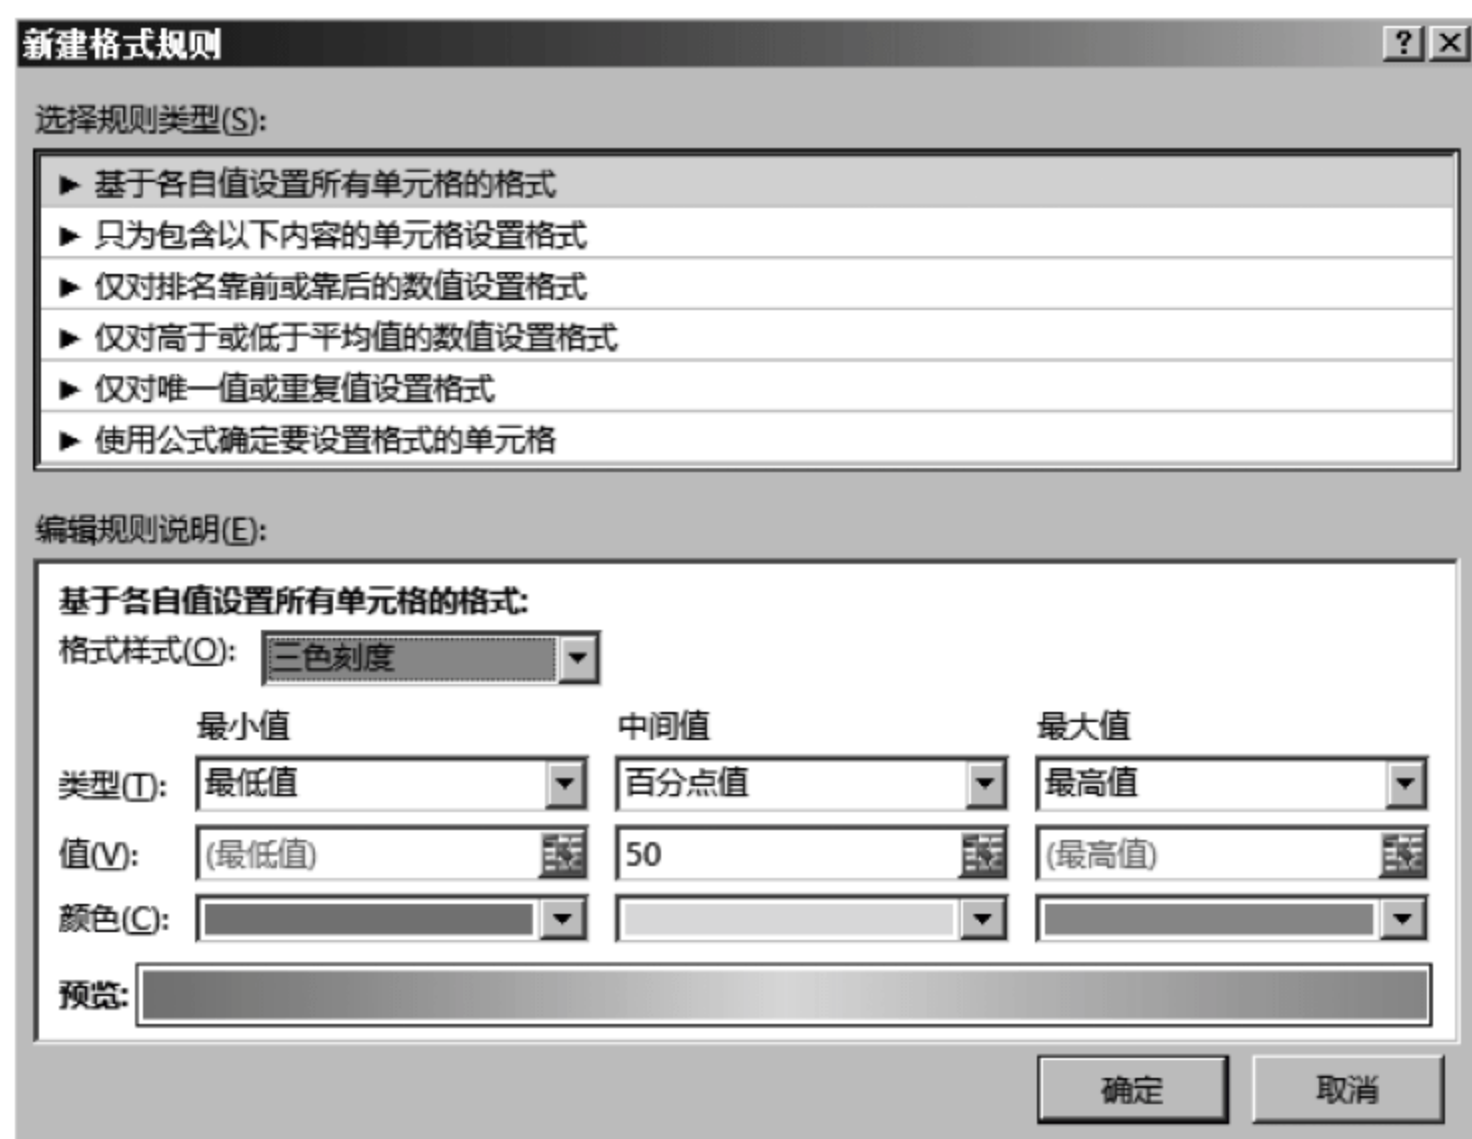 新建格式规则
选择规则类型(S):
► 基于各自值设置所有单元格的格式
► 只为包含以下内容的单元格设置格式
► 仅对排名靠前或靠后的数值设置格式
► 仅对高于或低于平均值的数值设置格式
► 仅对唯一值或重复值设置格式
► 使用公式确定要设置格式的单元格
编辑规则说明(E):
基于各自值设置所有单元格的格式:
格式样式(O): 三色刻度
最小值 中间值 最大值
类型(T): 最低值 百分点值 最高值
值(V): (最低值) 50 (最高值)
颜色(C):
预览:
确定 取消